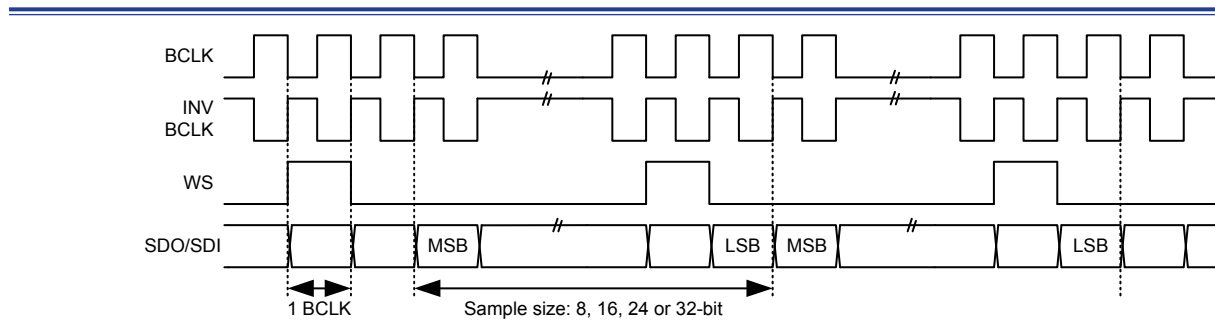 BCLK
INV
BCLK
WS
SDO/SDI
MSB
LSB
MSB
LSB
1 BCLK
Sample size: 8, 16, 24 or 32-bit